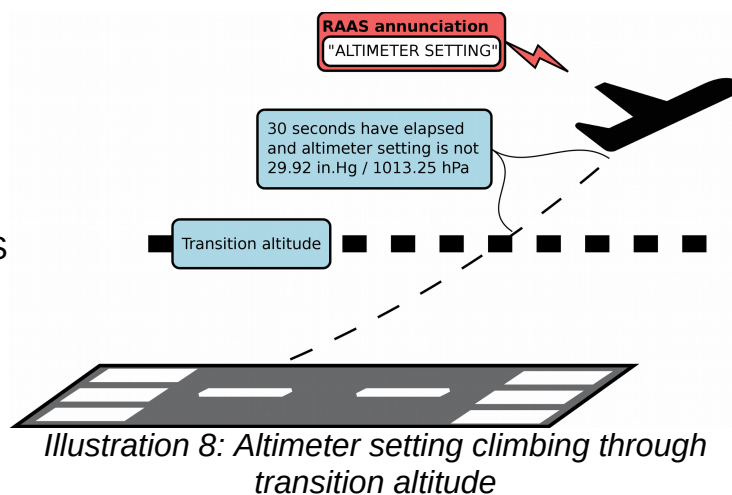 RAAS annunciation
"ALTIMETER SETTING"
30 seconds have elapsed
and altimeter setting is not
29.92 in.Hg / 1013.25 hPa
s
Transition altitude
Illustration 8: Altimeter setting climbing through
transition altitude